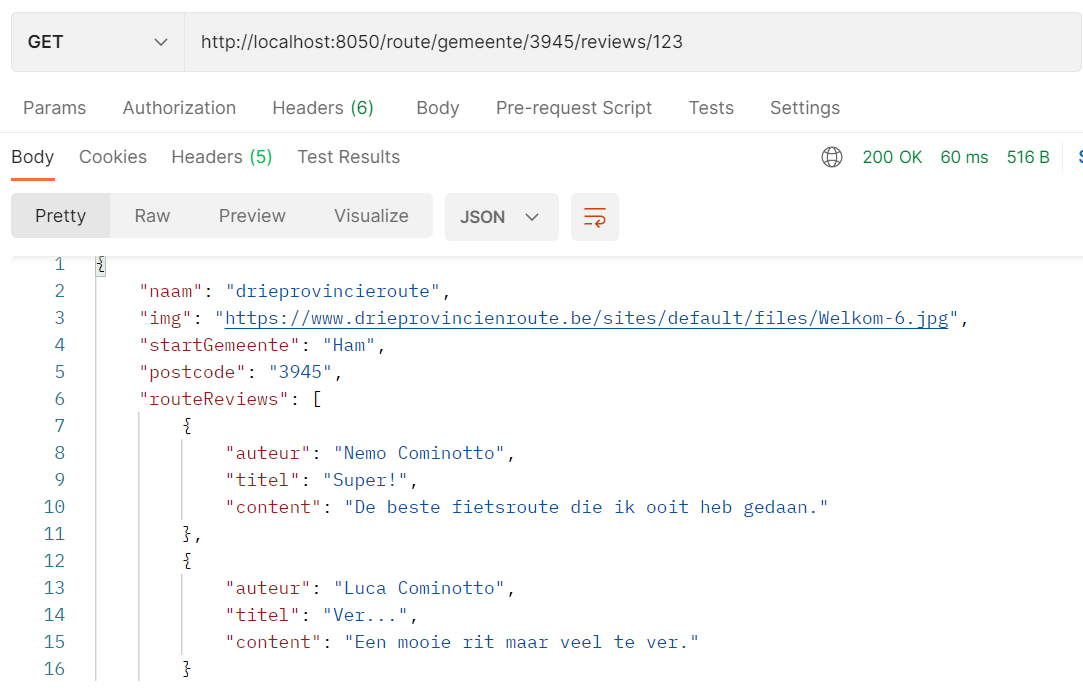 GET http://localhost:8050/route/gemeente/3945/reviews/123
Params Authorization Headers (6) Body Pre-request Script Tests Settings
Body Cookies Headers (5) Test Results 200 OK 60 ms 516 B
Pretty Raw Preview Visualize JSON
1 {
2 "naam": "drieprovincieroute",
3 "img": "https://www.drieprovincienroute.be/sites/default/files/Welkom-6.jpg",
4 "startGemeente": "Ham",
5 "postcode": "3945",
6 "routeReviews": [
7 {
8 "auteur": "Nemo Cominotto",
9 "titel": "Super!",
10 "content": "De beste fietsroute die ik ooit heb gedaan."
11 },
12 {
13 "auteur": "Luca Cominotto",
14 "titel": "Ver...",
15 "content": "Een mooie rit maar veel te ver."
16 }